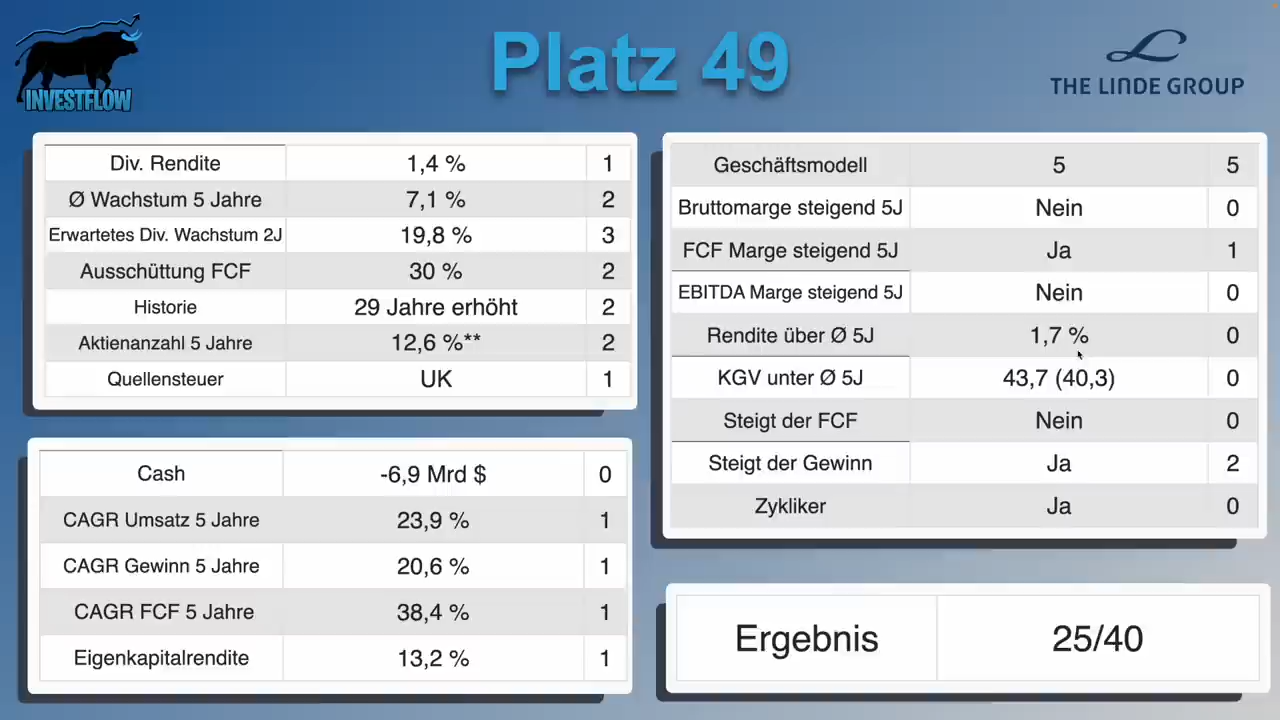 INVESTFLOW
Platz 49
THE LINDE GROUP
Div. Rendite 1,4 % 1
Ø Wachstum 5 Jahre 7,1 % 2
Erwartetes Div. Wachstum 2J 19,8 % 3
Ausschüttung FCF 30 % 2
Historie 29 Jahre erhöht 2
Aktienanzahl 5 Jahre 12,6 %** 2
Quellensteuer UK 1
Cash -6,9 Mrd $ 0
CAGR Umsatz 5 Jahre 23,9 % 1
CAGR Gewinn 5 Jahre 20,6 % 1
CAGR FCF 5 Jahre 38,4 % 1
Eigenkapitalrendite 13,2 % 1
Geschäftsmodell 5 5
Bruttomarge steigend 5J Nein 0
FCF Marge steigend 5J Ja 1
EBITDA Marge steigend 5J Nein 0
Rendite über Ø 5J 1,7 % 0
KGV unter Ø 5J 43,7 (40,3) 0
Steigt der FCF Nein 0
Steigt der Gewinn Ja 2
Zykliker Ja 0
Ergebnis 25/40